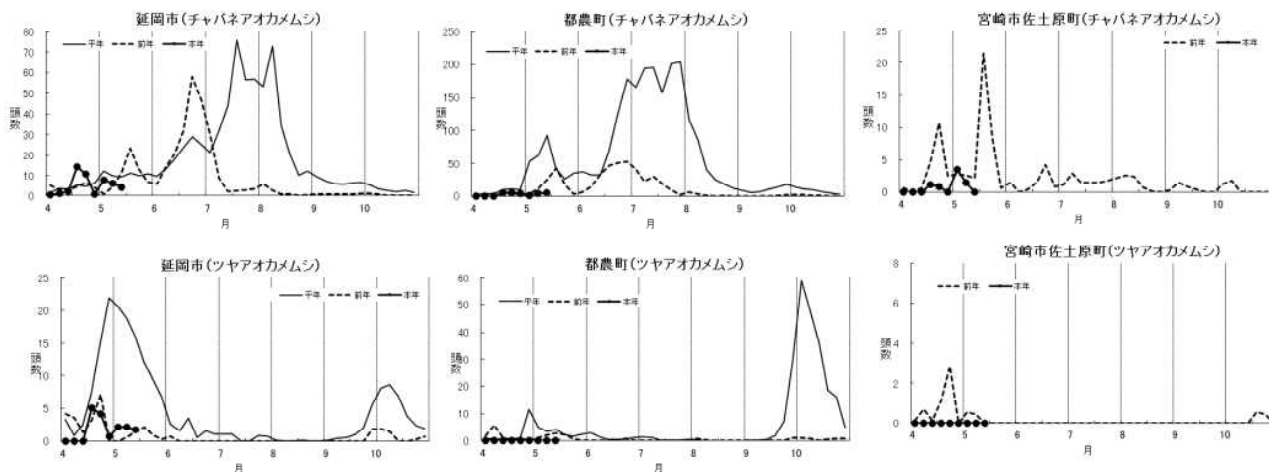 延岡市(チャバネアオカメムシ)
80
70
60
50
40
30
20
10
0
頭数
平年 前年 本年
4 5 6 7 8 9 10
月
都農町(チャバネアオカメムシ)
250
200
150
100
50
0
頭数
平年 前年 本年
4 5 6 7 8 9 10
月
宮崎市佐土原町(チャバネアオカメムシ)
25
20
15
10
5
0
頭数
前年 本年
4 5 6 7 8 9 10
月
延岡市(ツヤアオカメムシ)
25
20
15
10
5
0
頭数
平年 前年 本年
4 5 6 7 8 9 10
月
都農町(ツヤアオカメムシ)
60
50
40
30
20
10
0
頭数
平年 前年 本年
4 5 6 7 8 9 10
月
宮崎市佐土原町(ツヤアオカメムシ)
8
6
4
2
0
頭数
前年 本年
4 5 6 7 8 9 10
月